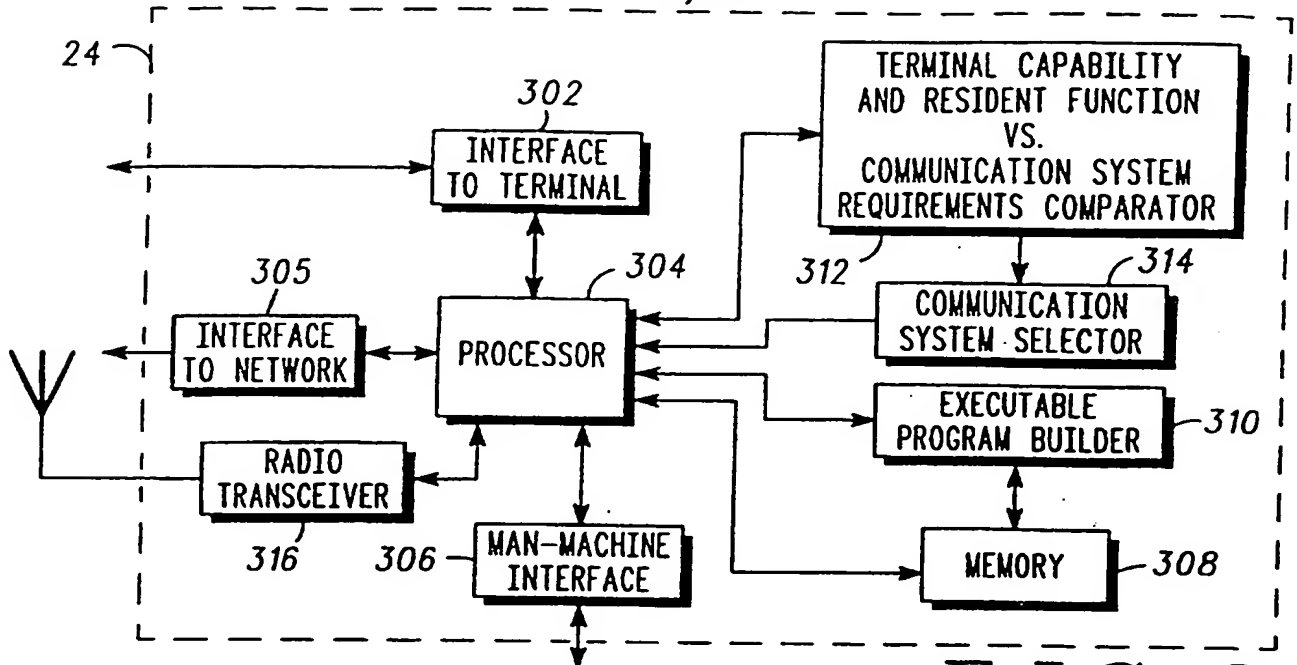 24
302
INTERFACE
TO TERMINAL
TERMINAL CAPABILITY
AND RESIDENT FUNCTION
VS.
COMMUNICATION SYSTEM
REQUIREMENTS COMPARATOR
312
314
COMMUNICATION
SYSTEM SELECTOR
305
INTERFACE
TO NETWORK
304
PROCESSOR
EXECUTABLE
PROGRAM BUILDER
310
RADIO
TRANSCEIVER
316
306
MAN-MACHINE
INTERFACE
MEMORY
308